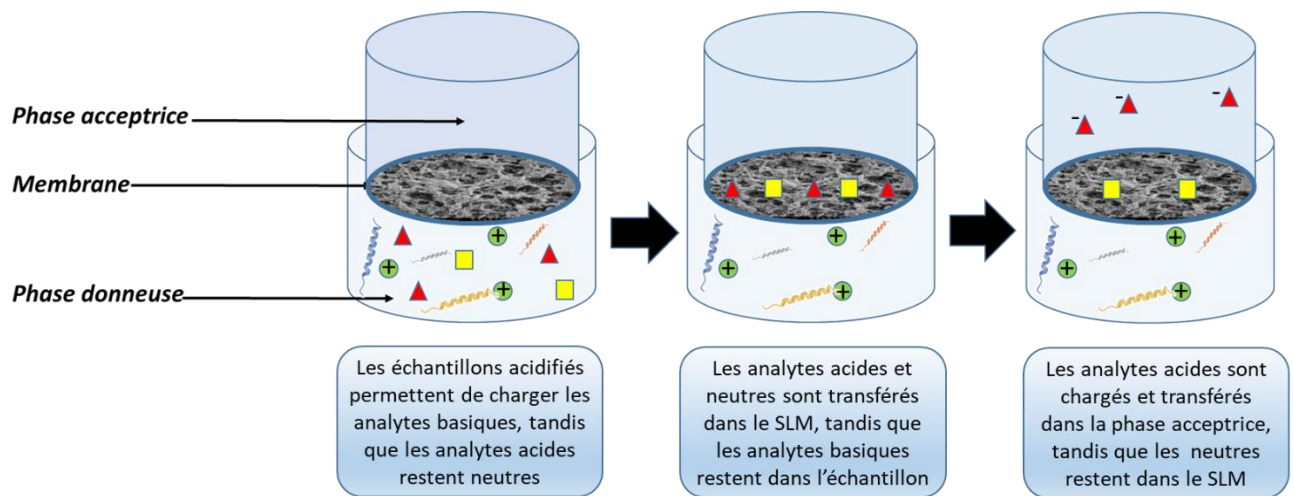 Phase acceptrice
Membrane
Phase donneuse
+
+
+
+
+
+
-
-
-
+
+
+
Les échantillons acidifiés
permettent de charger les
analytes basiques, tandis
que les analytes acides
restent neutres
Les analytes acides et
neutres sont transférés
dans le SLM, tandis que
les analytes basiques
restent dans l'échantillon
Les analytes acides sont
chargés et transférés
dans la phase acceptrice,
tandis que les neutres
restent dans le SLM